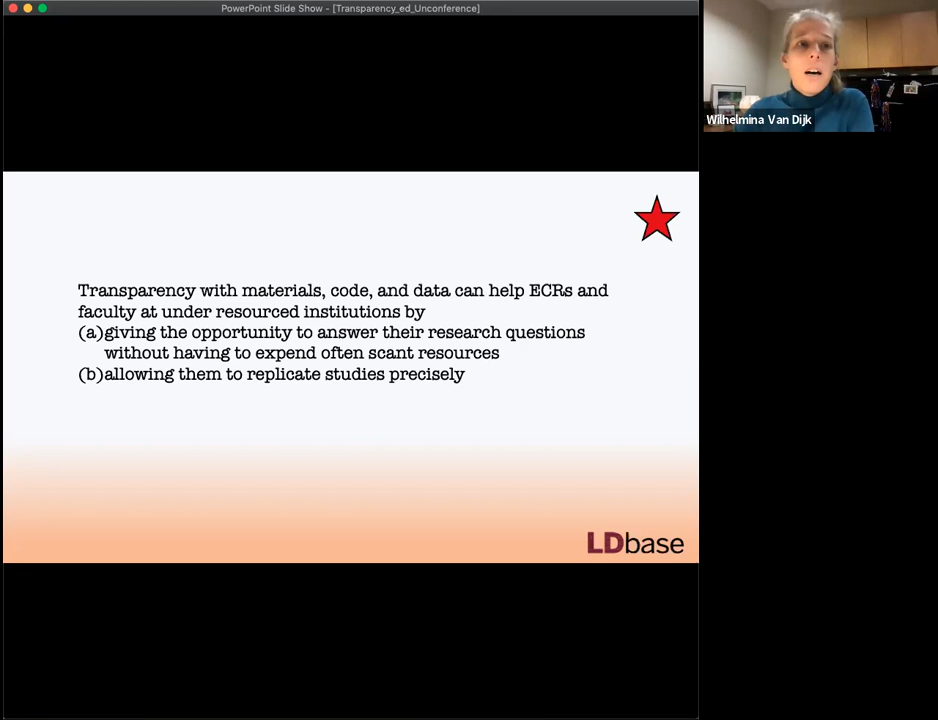 PowerPoint Slide Show - [Transparency_ed_Unconference]
Wilhelmina Van Dijk
Transparency with materials, code, and data can help ECRs and
faculty at under resourced institutions by
(a)giving the opportunity to answer their research questions
without having to expend often scant resources
(b)allowing them to replicate studies precisely
LDbase